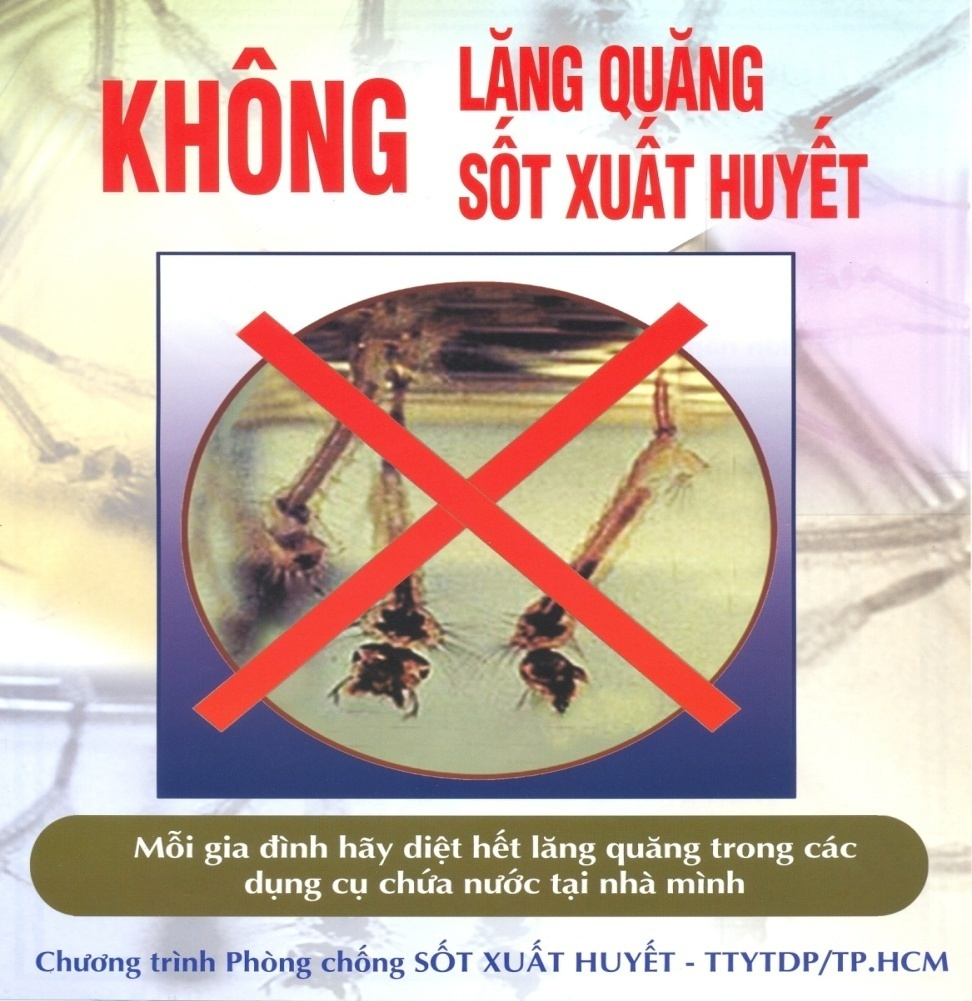 KHÔNG
LĂNG QUĂNG
SỐT XUẤT HUYẾT
Mỗi gia đình hãy diệt hết lăng quăng trong các
dụng cụ chứa nước tại nhà mình
Chương trình Phòng chống SỐT XUẤT HUYẾT - TTYTDP/TP.HCM